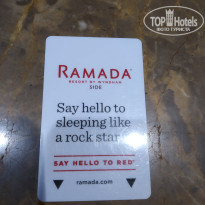 TOP HOTELS
ФОТО ТУРИСТА
RAMADA
RESORT BY WYNDHAM
SIDE
Say hello to
sleeping like
a rock star.
SAY HELLO TO RED
ramada.com